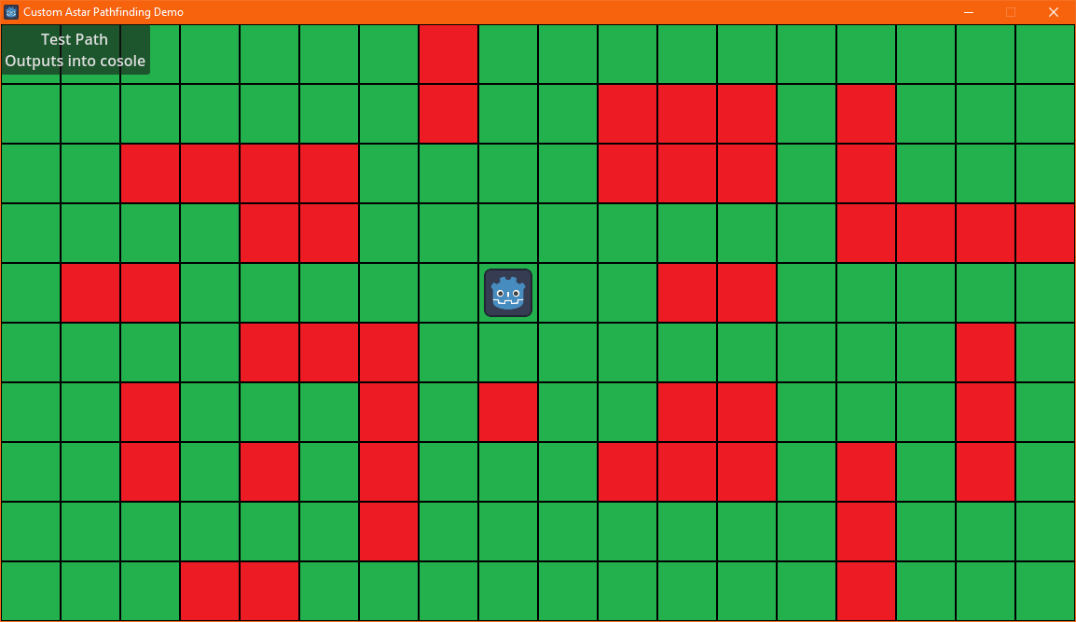 Custom Astar Pathfinding Demo
Test Path
Outputs into cosole